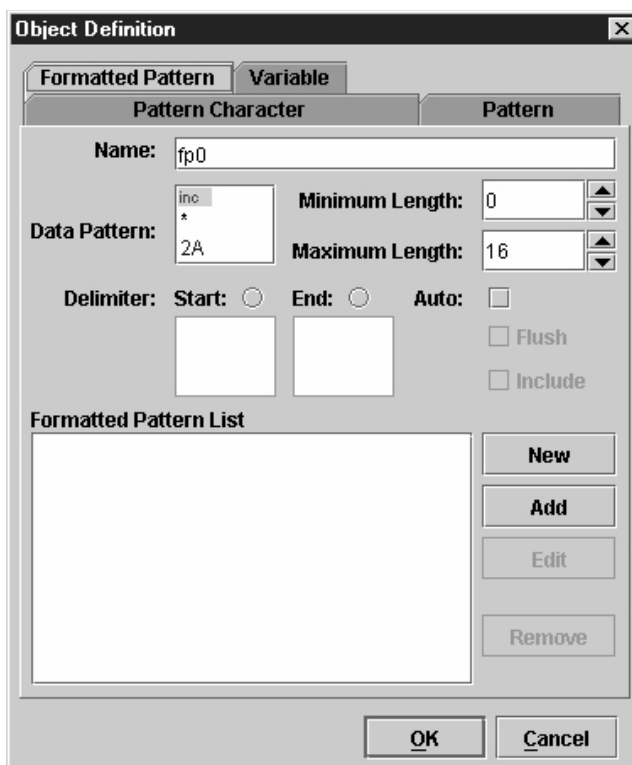 Object Definition
Formatted Pattern Variable
Pattern Character Pattern
Name: fp0
inc
*
2A
Data Pattern:
Minimum Length: 0
Maximum Length: 16
Delimiter: Start: End: Auto:
Flush
Include
Formatted Pattern List
New
Add
Edit
Remove
OK Cancel